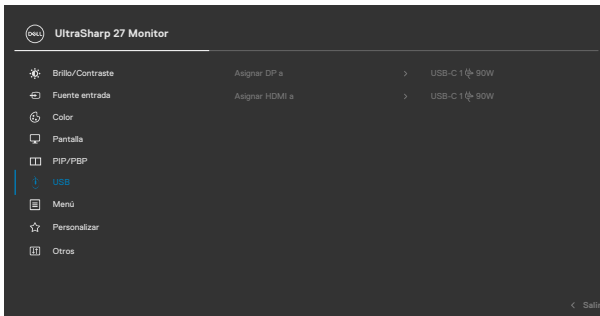 DELL UltraSharp 27 Monitor
Brillo/Contraste Asignar DP a > USB-C 1 90W
Fuente entrada Asignar HDMI a > USB-C 1 90W
Color
Pantalla
PIP/PBP
USB
Menú
Personalizar
Otros
< Salir